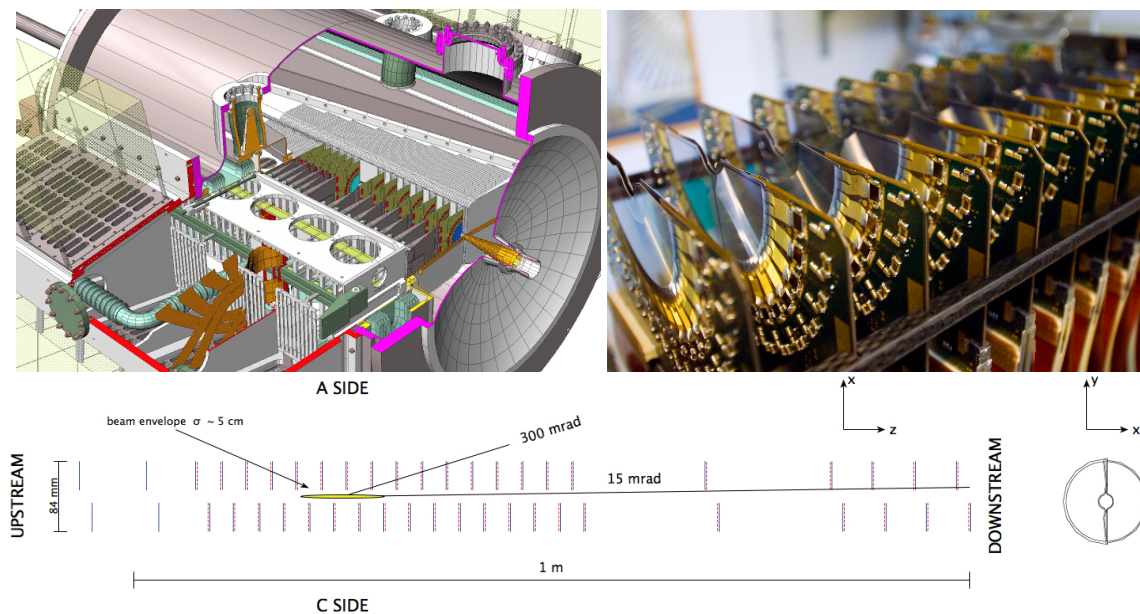 A SIDE
x
z
y
x
beam envelope σ ~ 5 cm
300 mrad
15 mrad
UPSTREAM
84 mm
DOWNSTREAM
1 m
C SIDE